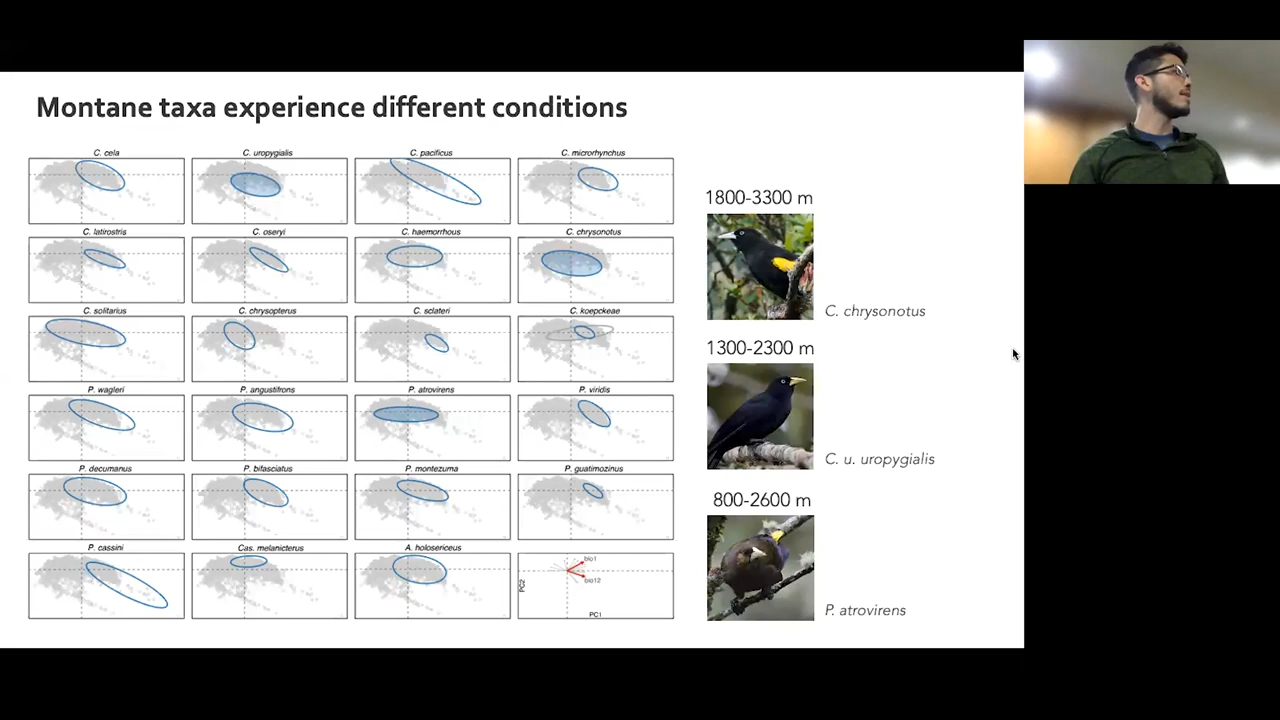 Montane taxa experience different conditions
C. cela
C. uropygialis
C. pacificus
C. microrhynchus
C. latirostris
C. oseryi
C. haemorrhous
C. chrysonotus
C. solitarius
C. chrysopterus
C. sclateri
C. koepckeae
P. wagleri
P. angustifrons
P. atrovirens
P. viridis
P. decumanus
P. bifasciatus
P. montezuma
P. guatimozinus
P. cassini
Cas. melanicterus
A. holosericeus
bio1
bio12
PC2
PC1
1800-3300 m
C. chrysonotus
1300-2300 m
C. u. uropygialis
800-2600 m
P. atrovirens